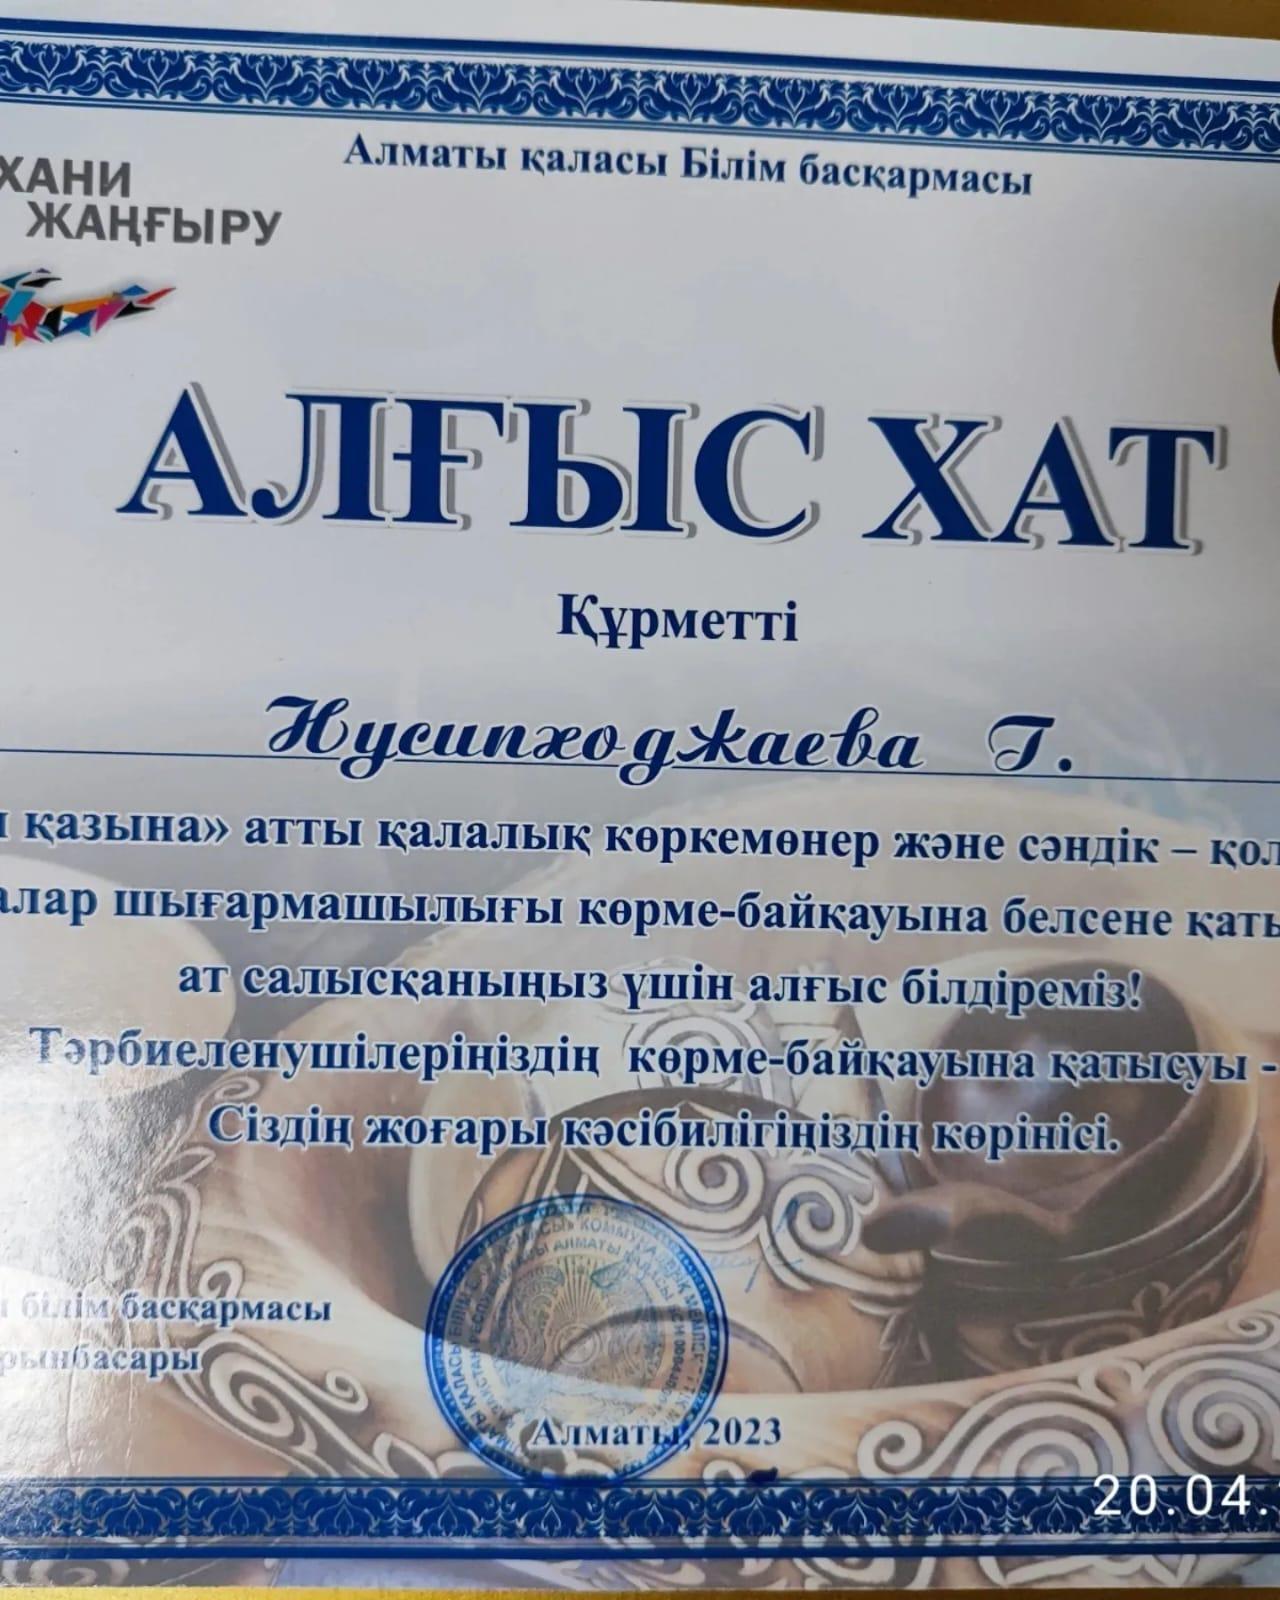 Алматы қаласы Білім басқармасы
ХАНИ
ЖАҢҒЫРУ
АЛҒЫС ХАТ
Құрметті
Нусипходжаева Г.
қазына» атты қалалық көркемөнер және сәндік – қол
алар шығармашылығы көрме-байқауына белсене қаты
ат салысқаныңыз үшін алғыс білдіреміз!
Тәрбиеленушілеріңіздің көрме-байқауына қатысуы -
Сіздің жоғары кәсібилігіңіздің көрінісі.
білім басқармасы
рынбасары
Алматы, 2023
20.04.